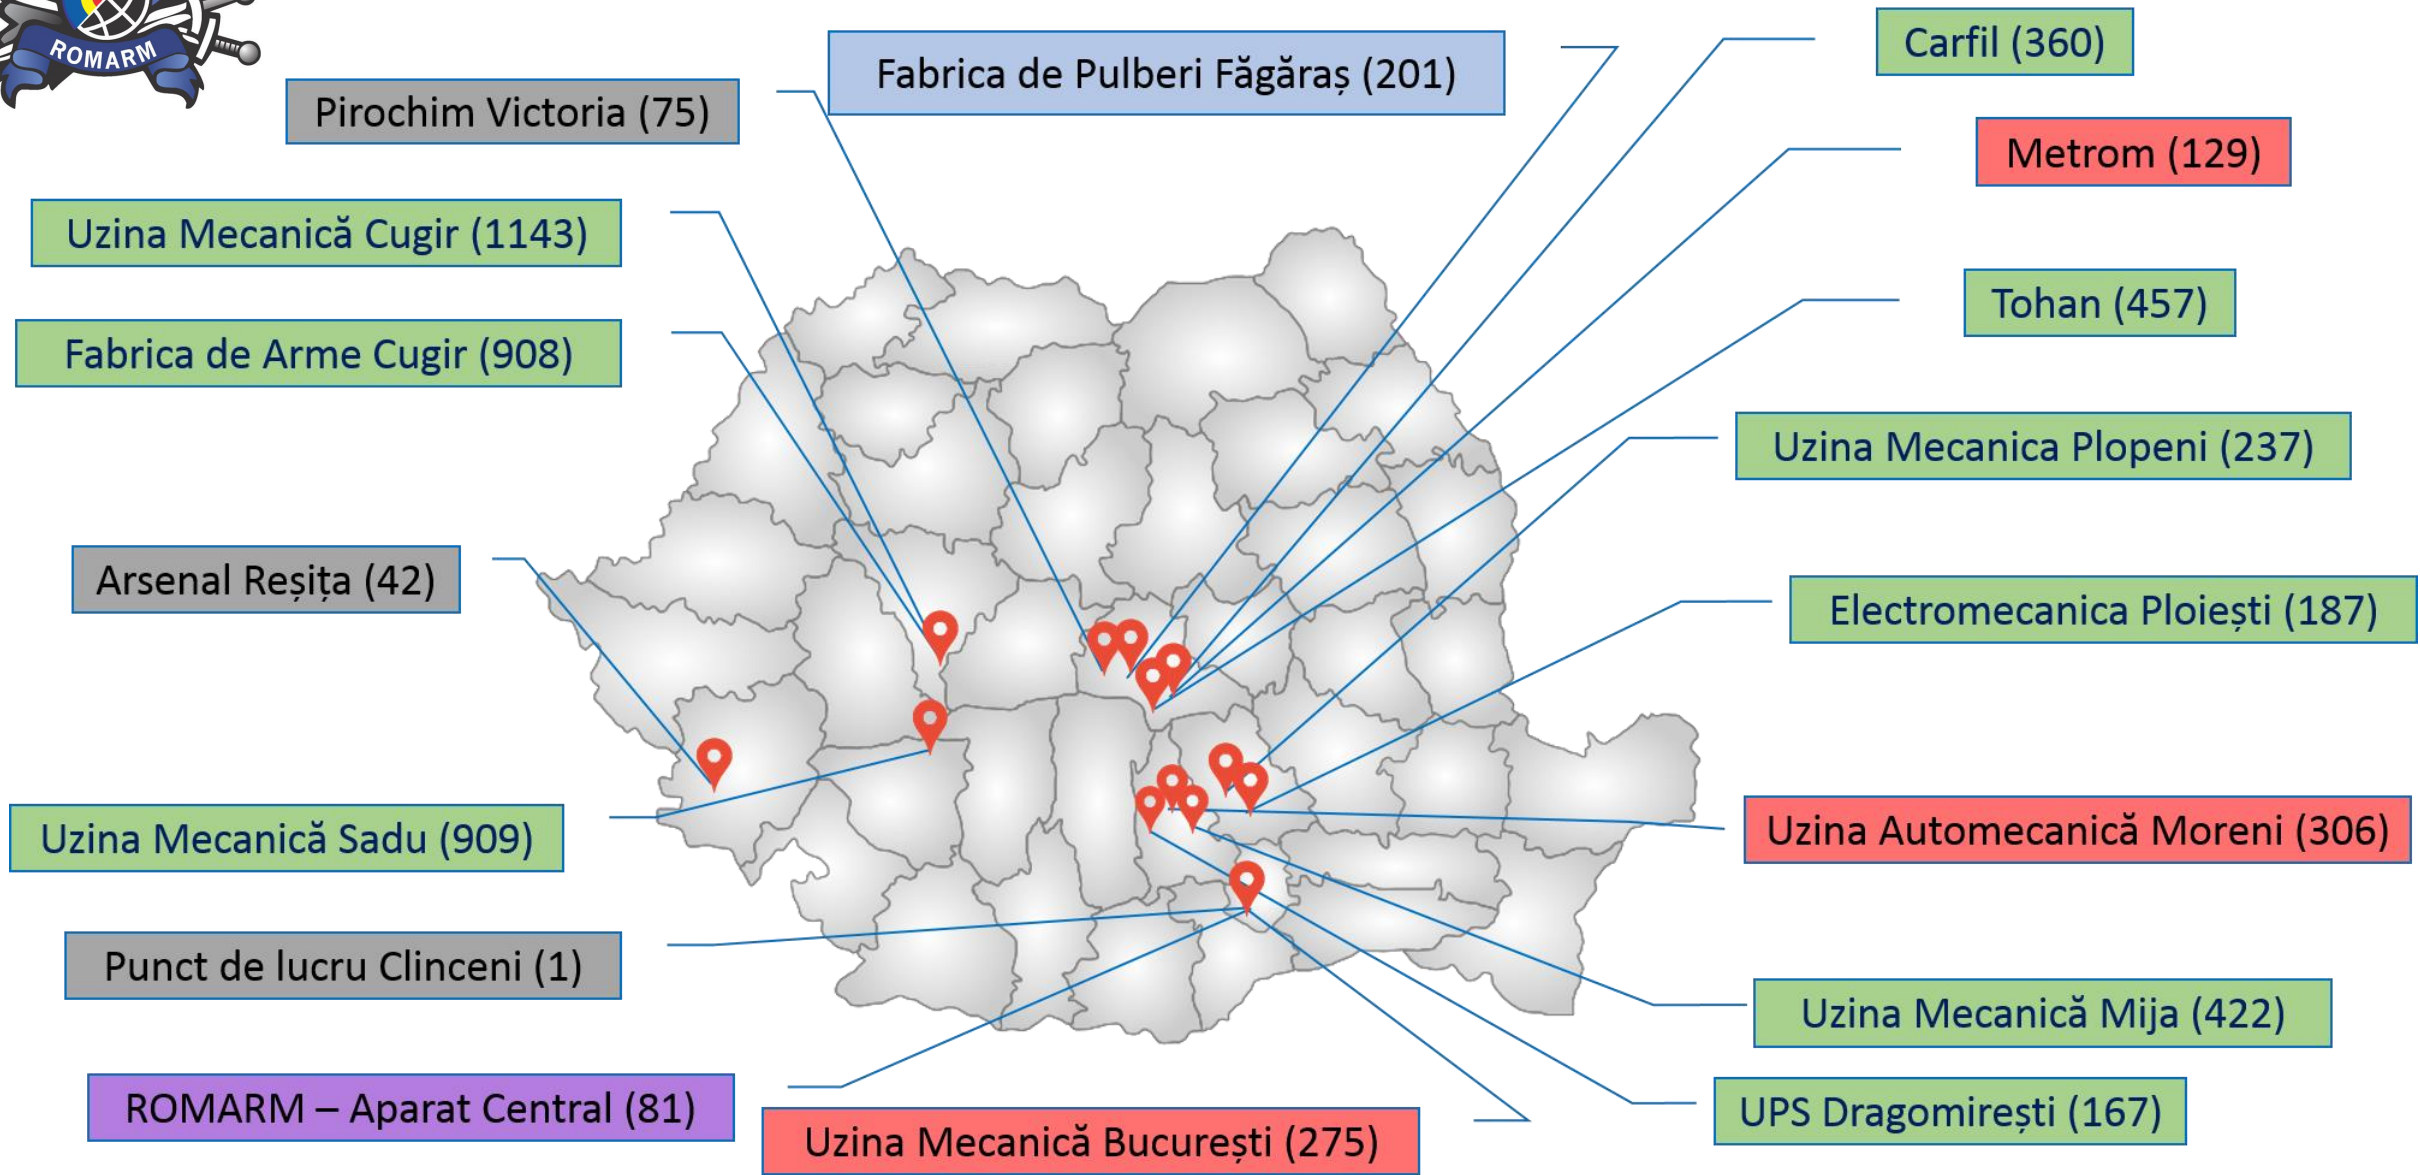 ROMARM
Fabrica de Pulberi Făgăraș (201)
Carfil (360)
Pirochim Victoria (75)
Metrom (129)
Uzina Mecanică Cugir (1143)
Tohan (457)
Fabrica de Arme Cugir (908)
Uzina Mecanica Plopeni (237)
Arsenal Reșița (42)
Electromecanica Ploiești (187)
Uzina Mecanică Sadu (909)
Uzina Automecanică Moreni (306)
Punct de lucru Clinceni (1)
Uzina Mecanică Mija (422)
ROMARM – Aparat Central (81)
UPS Dragomirești (167)
Uzina Mecanică București (275)